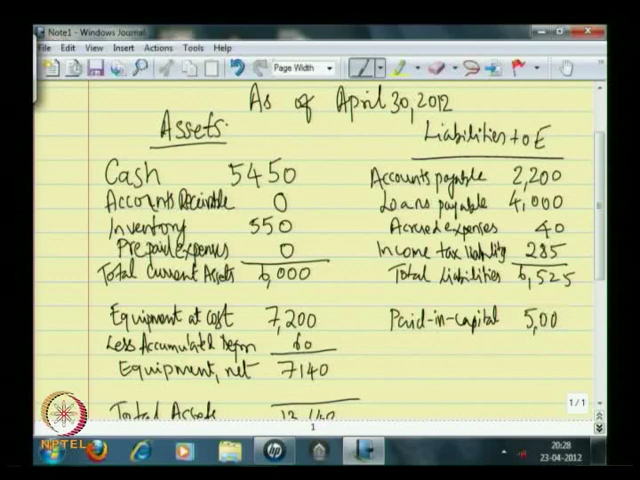 Note1 - Windows Journal
File Edit View Insert Actions Tools Help
Page Width
As of April 30, 2012
Assets
Liabilities + OE
Cash 5450
Accounts payable 2,200
Accounts Receivable 0
Loans payable 4,000
Inventory 550
Accrued expenses 40
Prepaid expenses 0
Income tax liability 285
Total current Assets 6,000
Total Liabilities 6,525
Equipment at cost 7,200
Paid-in-capital 5,00
Less Accumulated 60
Equipment, net 7140
Total Assets 13,140
1/1
1
NPTEL
hp
20:28
23-04-2012